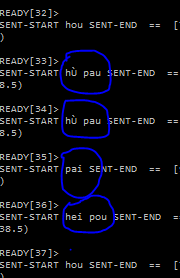 READY[32]>
SENT-START hou SENT-END  ==  [
)
READY[33]>
SENT-START hÙ pau SENT-END  ==
8.5)
READY[34]>
SENT-START hÙ pau SENT-END  ==
8.5)
READY[35]>
SENT-START pai SENT-END  ==  [
)
READY[36]>
SENT-START hei pou SENT-END  ==
38.5)
READY[37]>
SENT-START hou SENT-END  ==  [